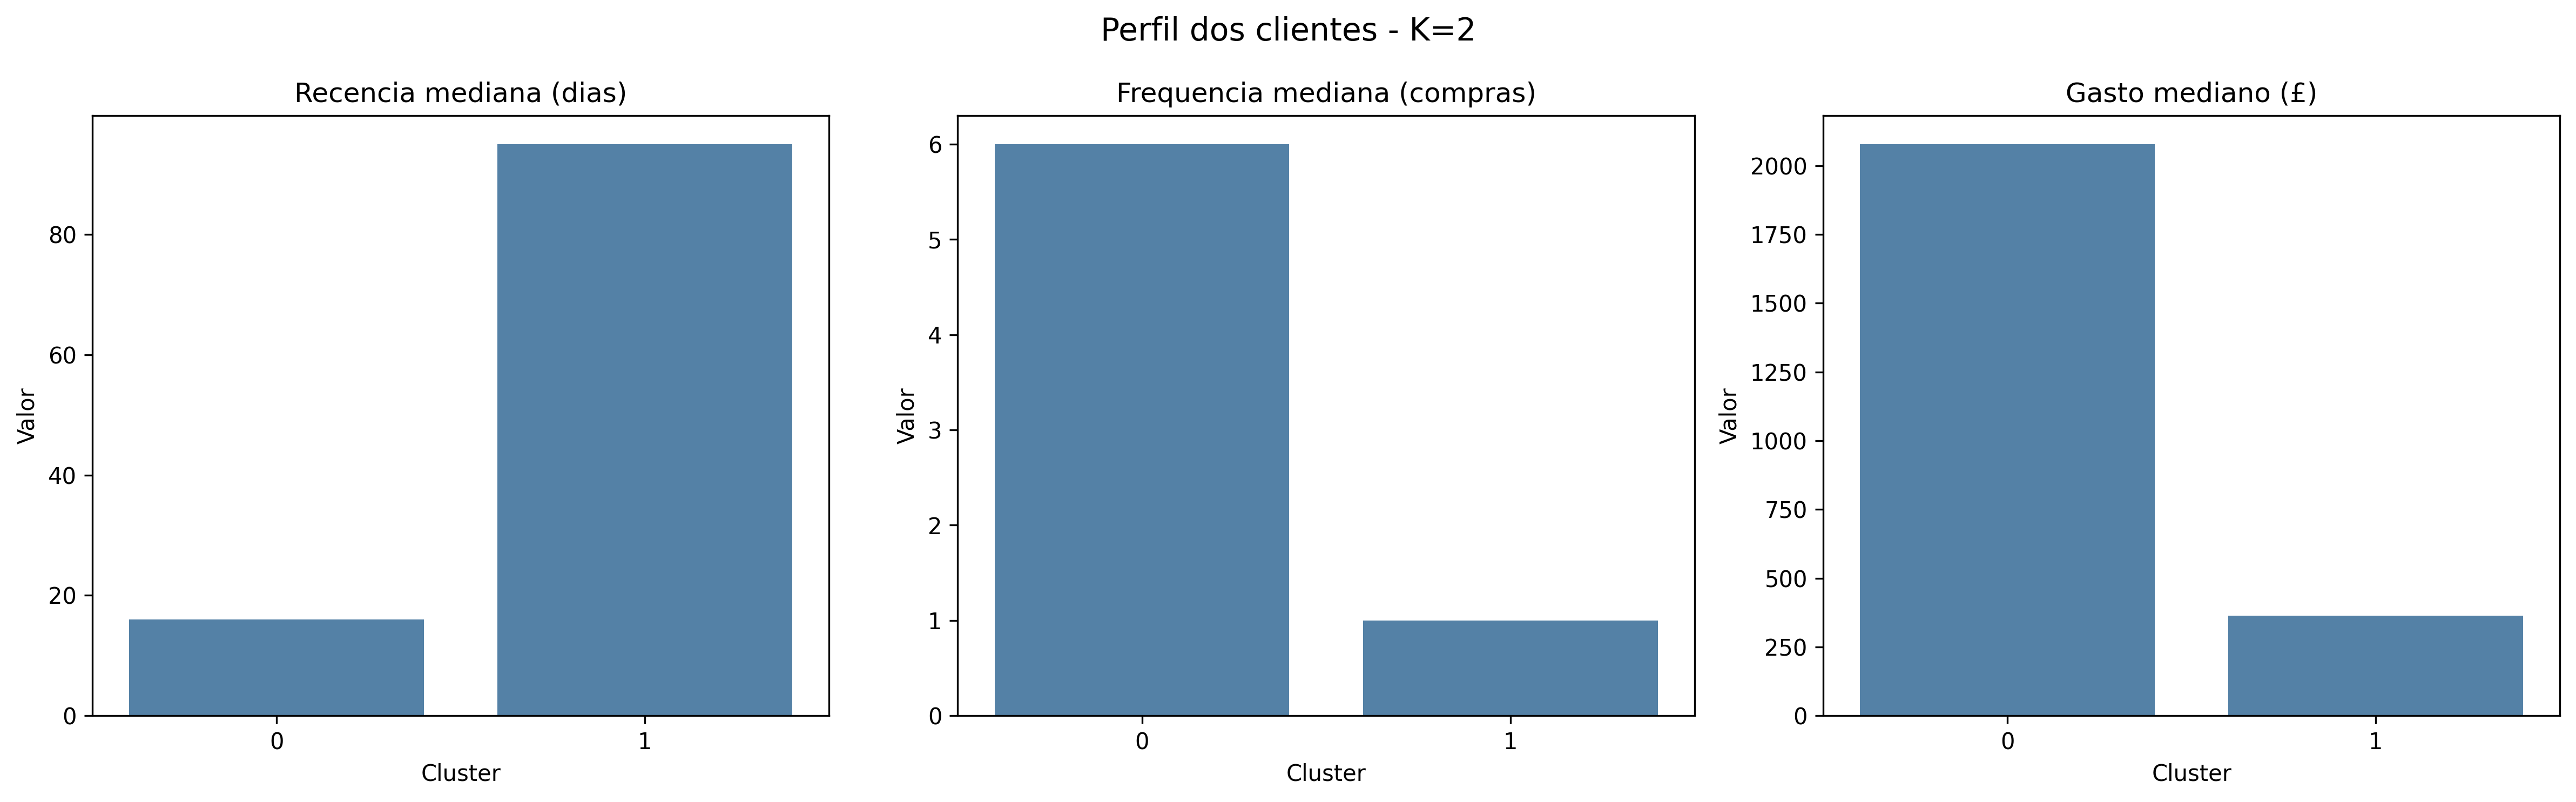 Perfil dos clientes - K=2
Recencia mediana (dias)
Valor
80
60
40
20
0
0 1
Cluster
Frequencia mediana (compras)
Valor
6
5
4
3
2
1
0
0 1
Cluster
Gasto mediano (£)
Valor
2000
1750
1500
1250
1000
750
500
250
0
0 1
Cluster